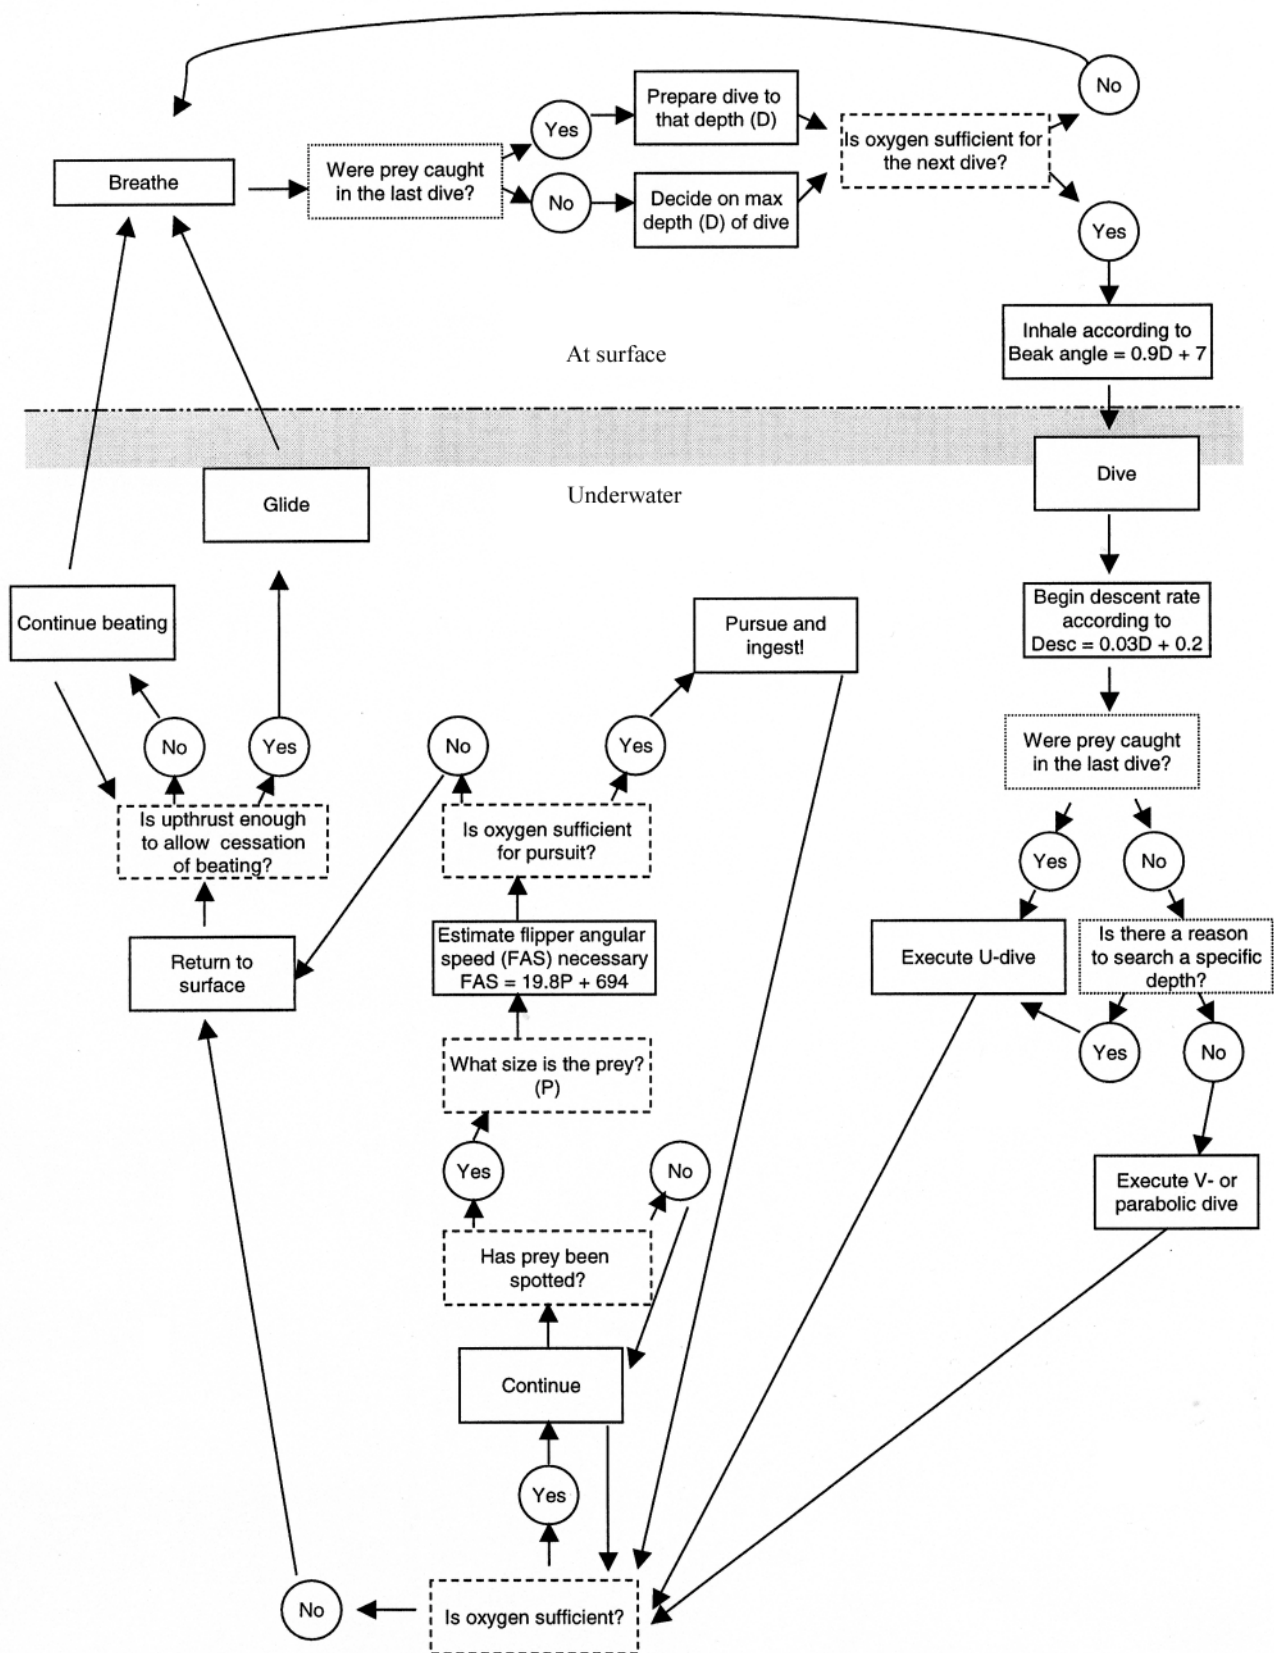 No
Yes
Prepare dive to
that depth (D)
Is oxygen sufficient for
the next dive?
Breathe
Were prey caught
in the last dive?
No
Decide on max
depth (D) of dive
Yes
Inhale according to
Beak angle = 0.9D + 7
At surface
Dive
Glide
Underwater
Continue beating
Pursue and
ingest!
Begin descent rate
according to
Desc = 0.03D + 0.2
No
Yes
No
Yes
Were prey caught
in the last dive?
Is upthrust enough
to allow cessation
of beating?
Is oxygen sufficient
for pursuit?
Yes
No
Return to
surface
Estimate flipper angular
speed (FAS) necessary
FAS = 19.8P + 694
Execute U-dive
Is there a reason
to search a specific
depth?
What size is the prey?
(P)
Yes
No
Yes
No
Execute V- or
parabolic dive
Has prey been
spotted?
Continue
Yes
No
Is oxygen sufficient?